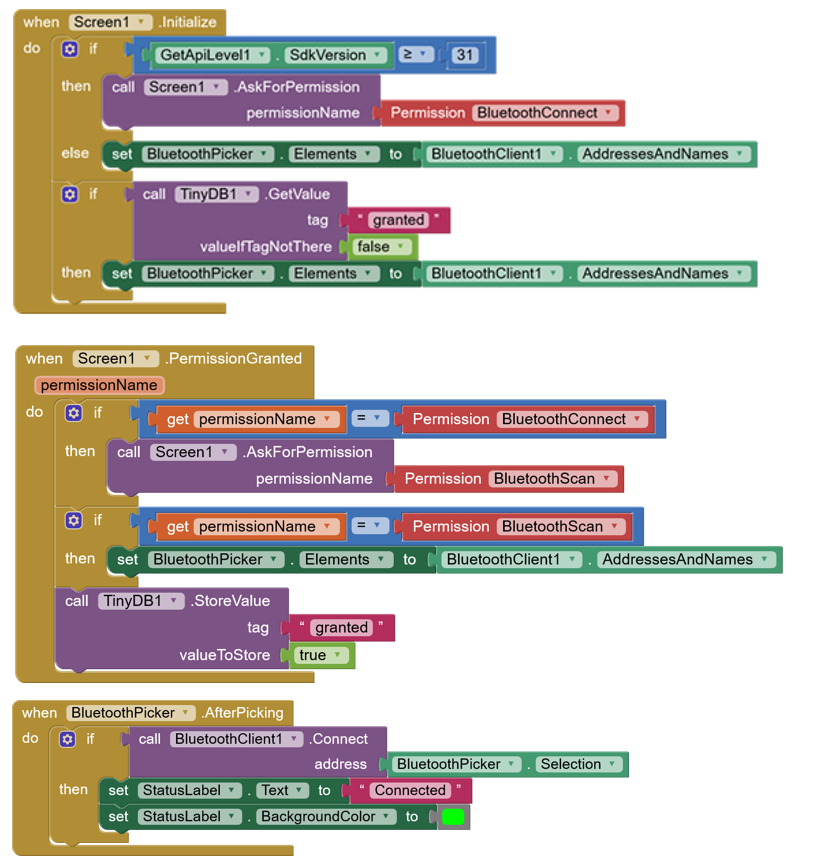 when Screen1 .Initialize
do if GetApiLevel1 . SdkVersion ≥ 31
then call Screen1 .AskForPermission
permissionName Permission BluetoothConnect
else set BluetoothPicker . Elements to BluetoothClient1 . AddressesAndNames
if call TinyDB1 .GetValue
tag “ granted ”
valueIfTagNotThere false
then set BluetoothPicker . Elements to BluetoothClient1 . AddressesAndNames
when Screen1 .PermissionGranted
permissionName
do if get permissionName = Permission BluetoothConnect
then call Screen1 .AskForPermission
permissionName Permission BluetoothScan
if get permissionName = Permission BluetoothScan
then set BluetoothPicker . Elements to BluetoothClient1 . AddressesAndNames
call TinyDB1 .StoreValue
tag “ granted ”
valueToStore true
when BluetoothPicker .AfterPicking
do if call BluetoothClient1 .Connect
address BluetoothPicker . Selection
then set StatusLabel . Text to “ Connected ”
set StatusLabel . BackgroundColor to